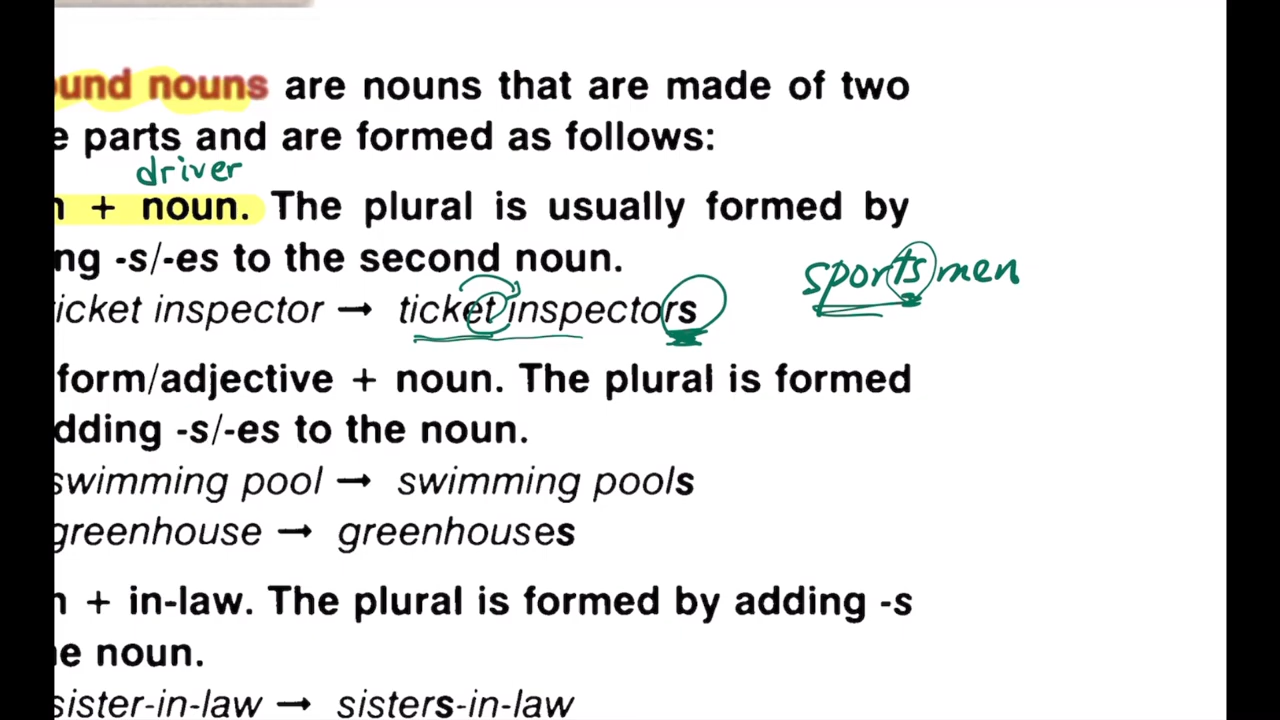 ound nouns are nouns that are made of two
e parts and are formed as follows:
driver
n + noun. The plural is usually formed by
ng -s/-es to the second noun.
sportsmen
icket inspector → ticket inspectors
form/adjective + noun. The plural is formed
dding -s/-es to the noun.
swimming pool → swimming pools
greenhouse → greenhouses
n + in-law. The plural is formed by adding -s
e noun.
sister-in-law → sisters-in-law